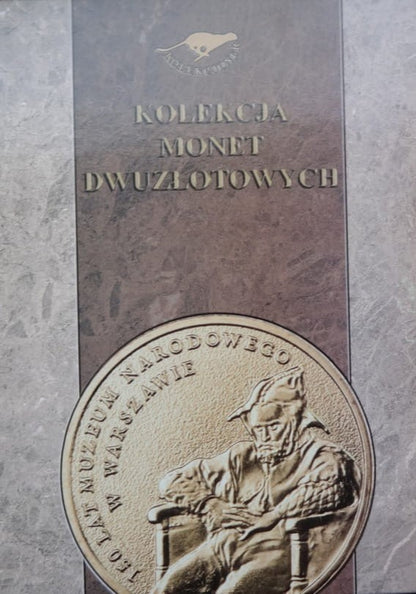 KOLEKCJA
MONET
DWUZŁOTOWYCH
150 LAT MUZEUM NARODOWEGO
W WARSZAWIE